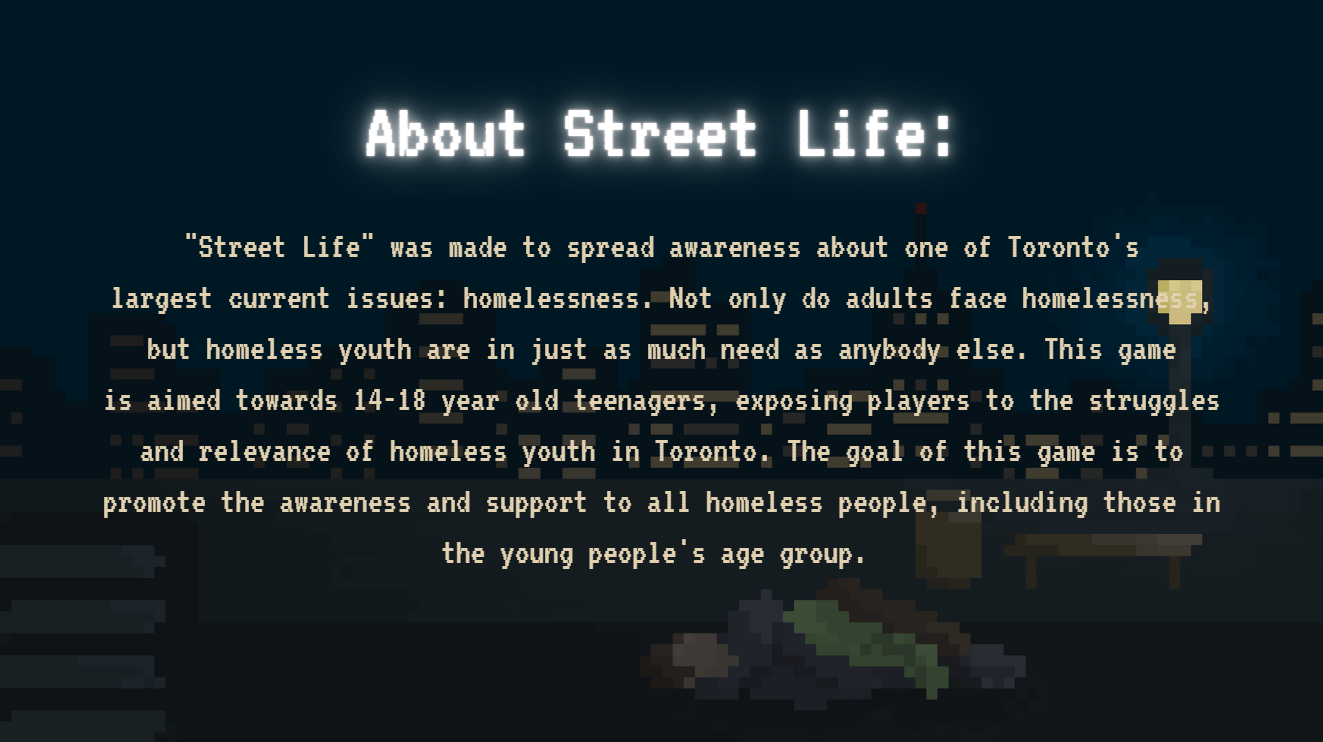 About Street Life:
"Street Life" was made to spread awareness about one of Toronto's
largest current issues: homelessness. Not only do adults face homelessness,
but homeless youth are in just as much need as anybody else. This game
is aimed towards 14-18 year old teenagers, exposing players to the struggles
and relevance of homeless youth in Toronto. The goal of this game is to
promote the awareness and support to all homeless people, including those in
the young people's age group.